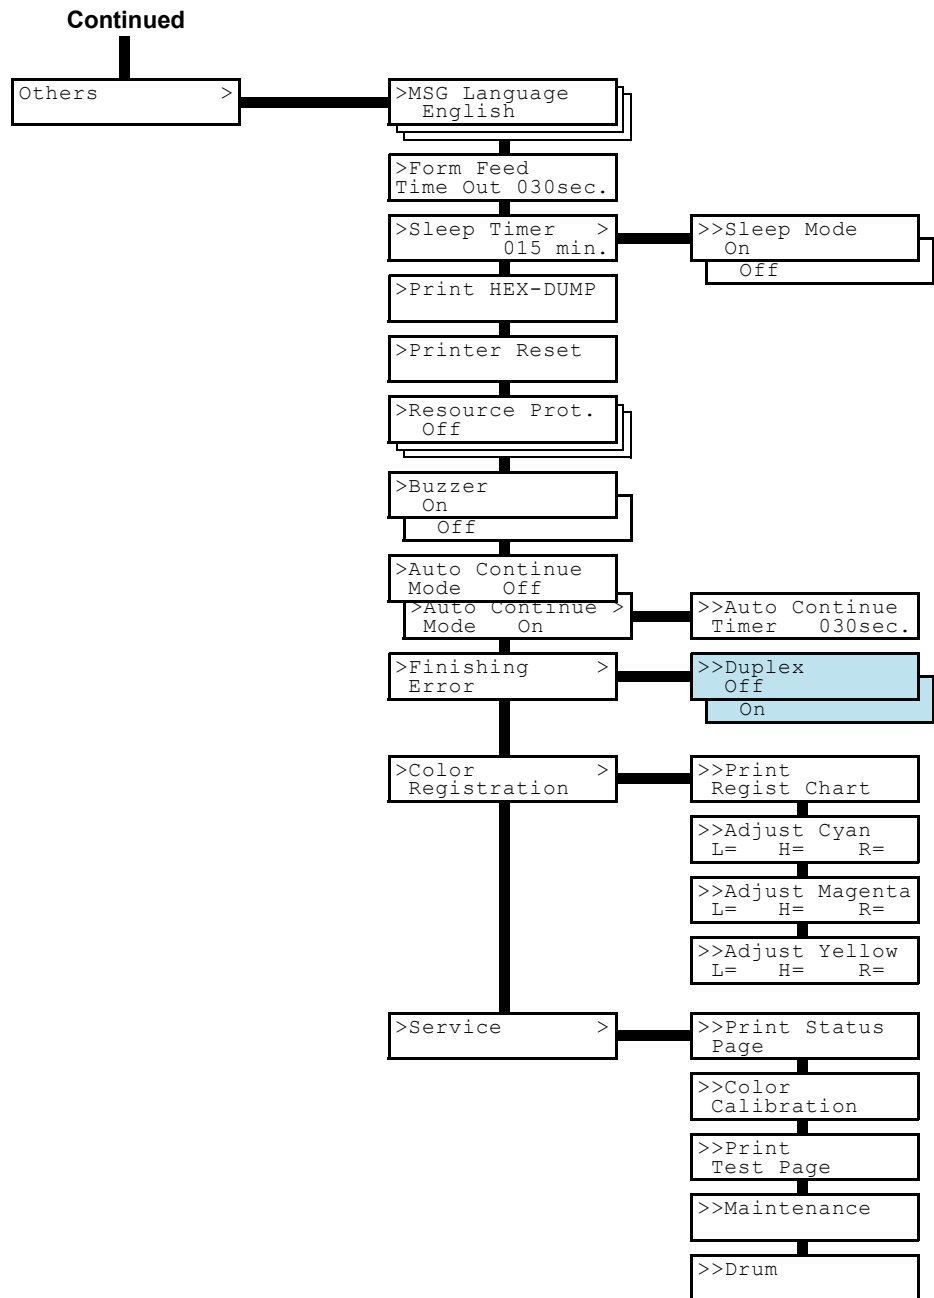 Continued
Others >
>MSG Language
English
>Form Feed
Time Out 030sec.
>Sleep Timer >
015 min.
>>Sleep Mode
On
Off
>Print HEX-DUMP
>Printer Reset
>Resource Prot.
Off
>Buzzer
On
Off
>Auto Continue
Mode Off
>Auto Continue >
Mode On
>>Auto Continue
Timer 030sec.
>Finishing >
Error
>>Duplex
Off
On
>Color >
Registration
>>Print
Regist Chart
>>Adjust Cyan
L= H= R=
>>Adjust Magenta
L= H= R=
>>Adjust Yellow
L= H= R=
>Service >
>>Print Status
Page
>>Color
Calibration
>>Print
Test Page
>>Maintenance
>>Drum